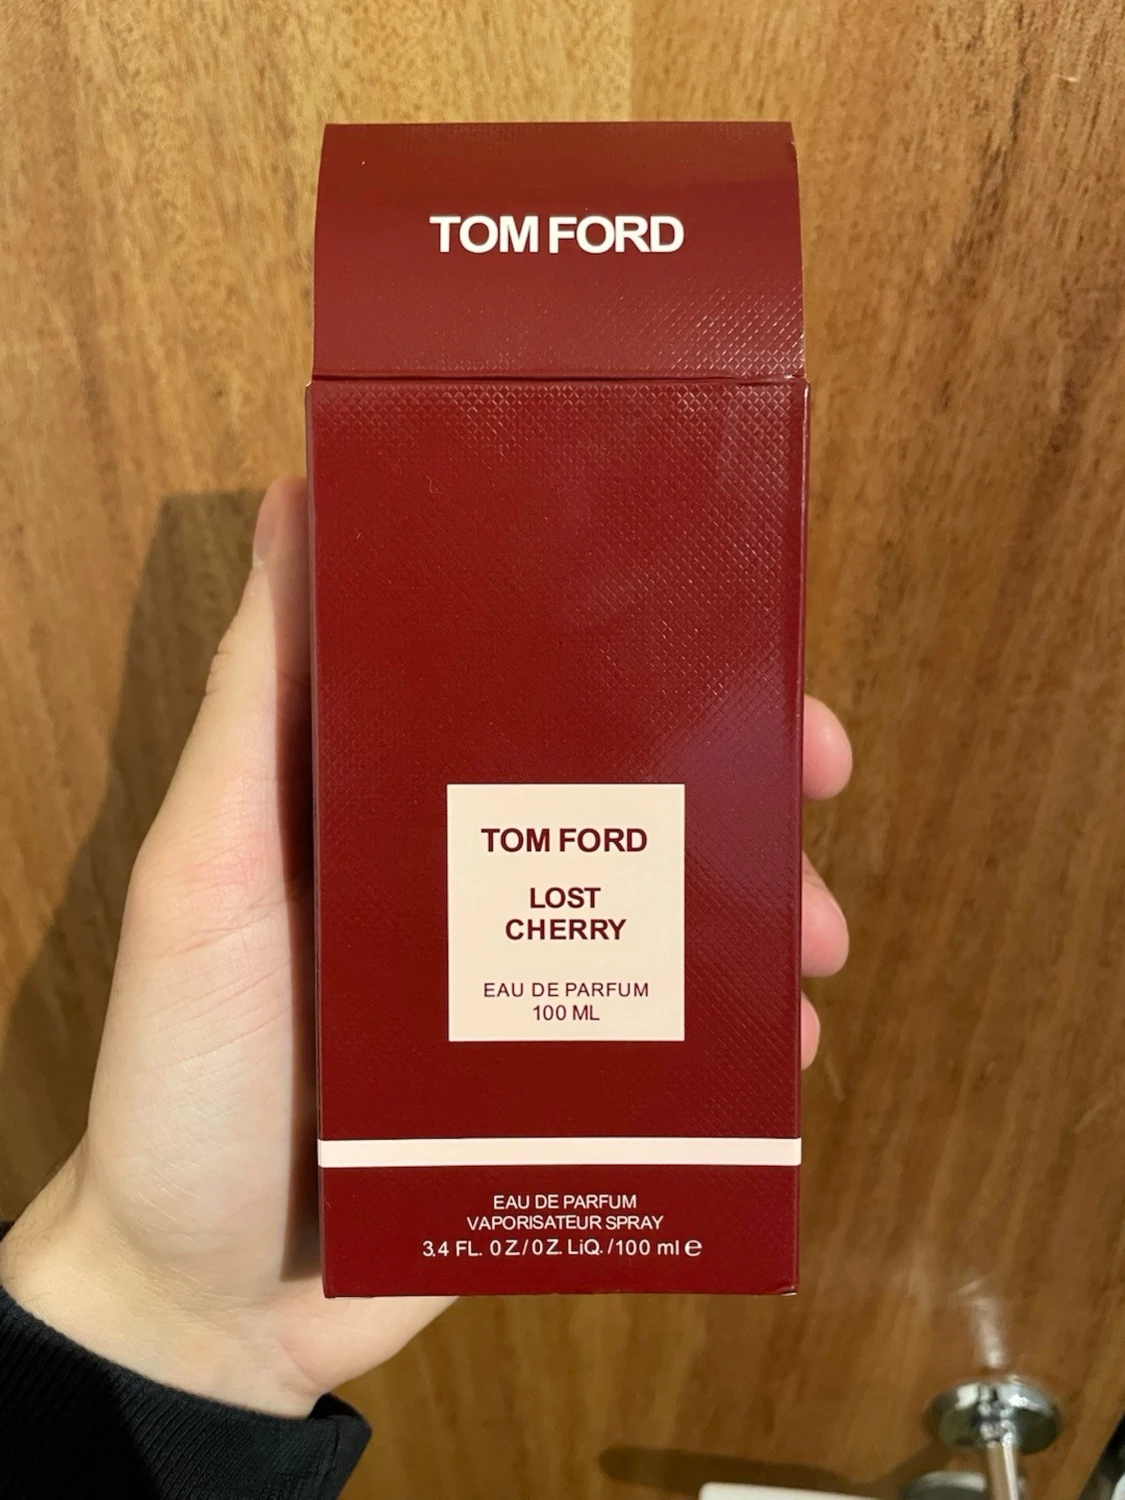 TOM FORD
TOM FORD
LOST
CHERRY
EAU DE PARFUM
100 ML
EAU DE PARFUM
VAPORISATEUR SPRAY
3.4 FL. 0Z/0Z. LiQ. /100 ml ℮